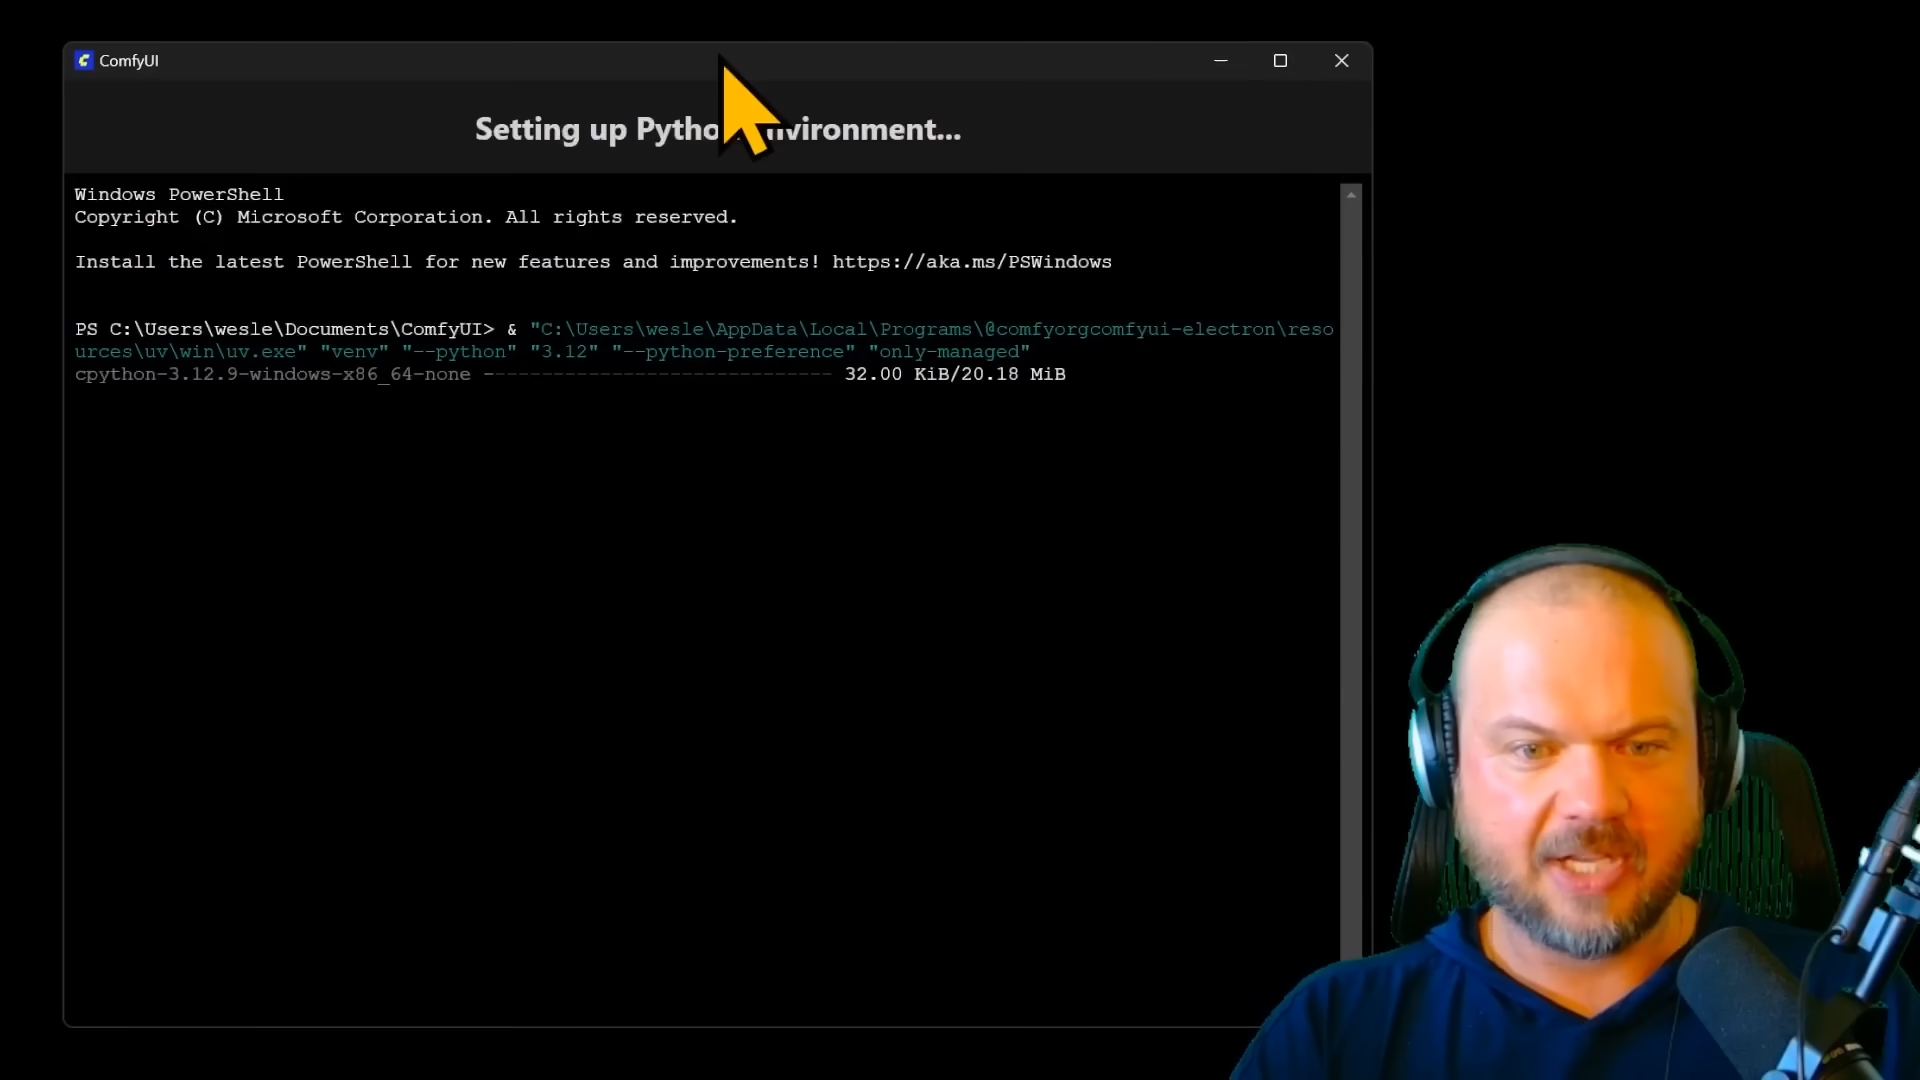 ComfyUI
Setting up Python Environment...
Windows PowerShell
Copyright (C) Microsoft Corporation. All rights reserved.
Install the latest PowerShell for new features and improvements! https://aka.ms/PSWindows
PS C:\Users\wesle\Documents\ComfyUI> & "C:\Users\wesle\AppData\Local\Programs\@comfyorgcomfyui-electron\reso
urces\uv\win\uv.exe" "venv" "--python" "3.12" "--python-preference" "only-managed"
cpython-3.12.9-windows-x86_64-none ------------------------------ 32.00 KiB/20.18 MiB